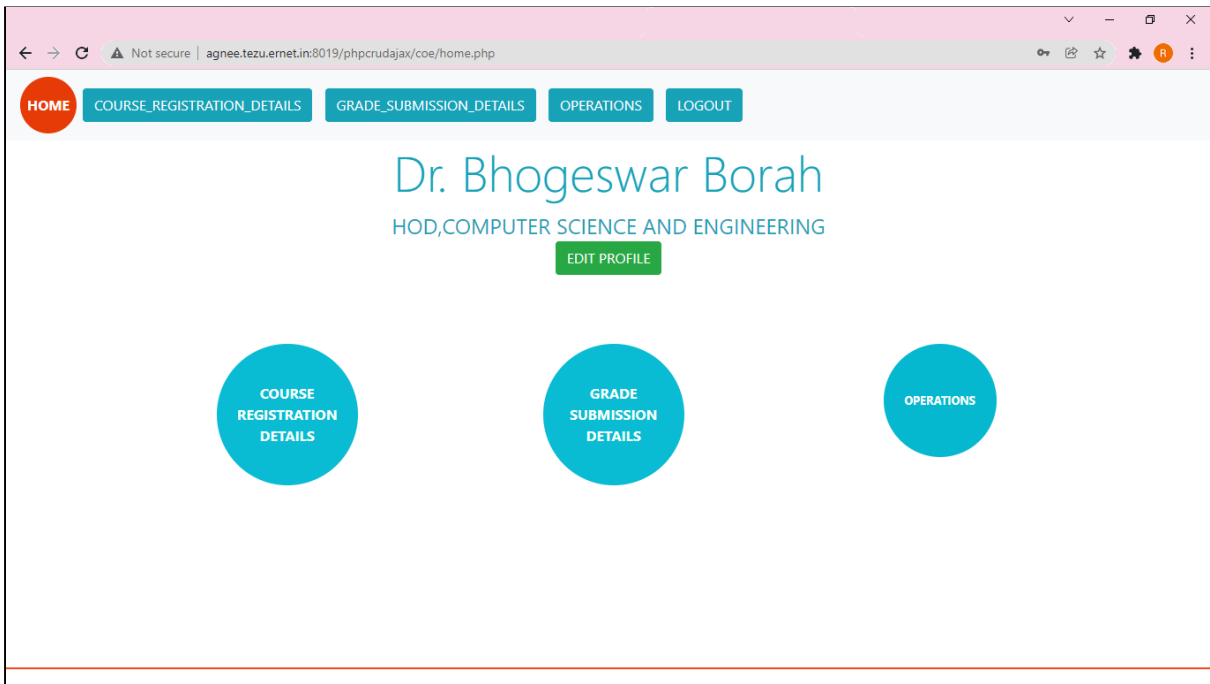 Not secure | agnee.tezu.ernet.in:8019/phpcrudajax/coe/home.php
R
HOME COURSE_REGISTRATION_DETAILS GRADE_SUBMISSION_DETAILS OPERATIONS LOGOUT
Dr. Bhogeswar Borah
HOD,COMPUTER SCIENCE AND ENGINEERING
EDIT PROFILE
COURSE
REGISTRATION
DETAILS
GRADE
SUBMISSION
DETAILS
OPERATIONS